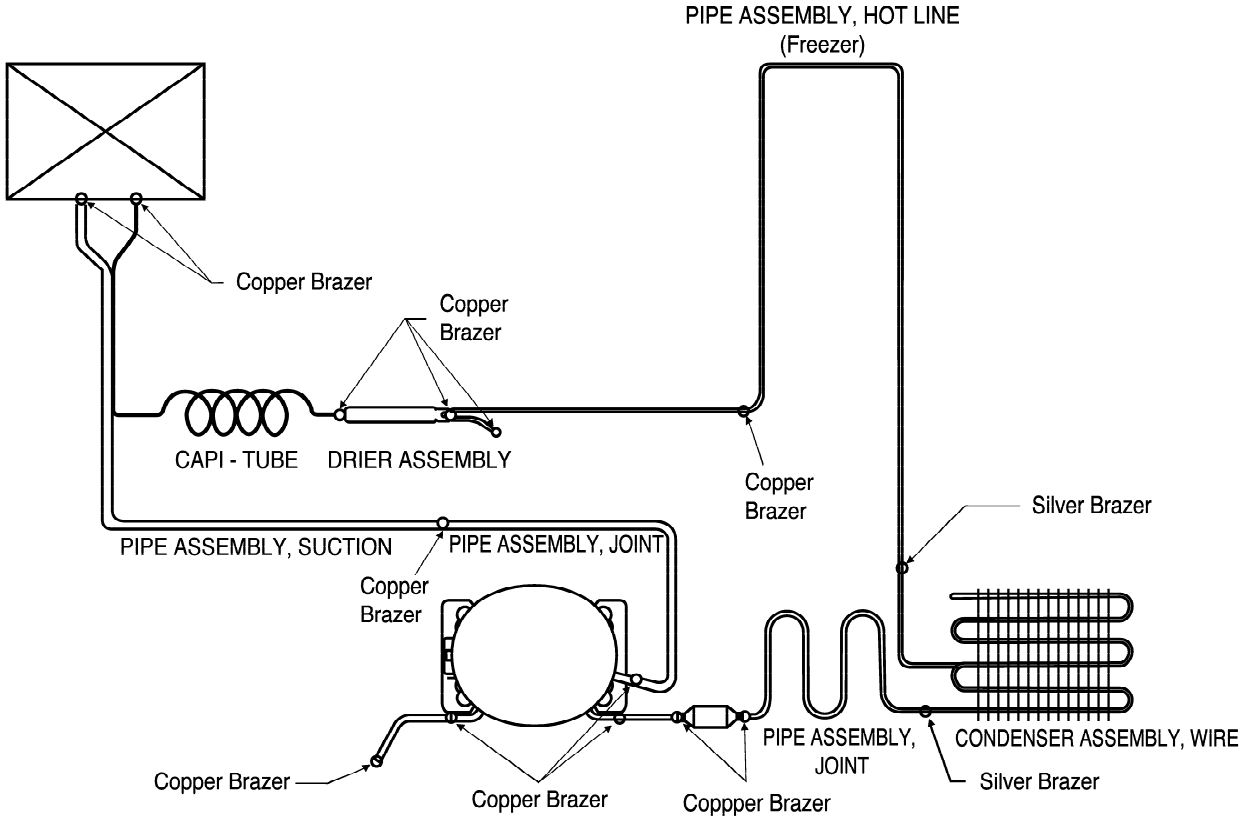 PIPE ASSEMBLY, HOT LINE
(Freezer)
Copper Brazer
Copper
Brazer
CAPI - TUBE
DRIER ASSEMBLY
Copper
Brazer
Silver Brazer
PIPE ASSEMBLY, SUCTION
PIPE ASSEMBLY, JOINT
Copper
Brazer
PIPE ASSEMBLY,
JOINT
CONDENSER ASSEMBLY, WIRE
Copper Brazer
Copper Brazer
Coppper Brazer
Silver Brazer